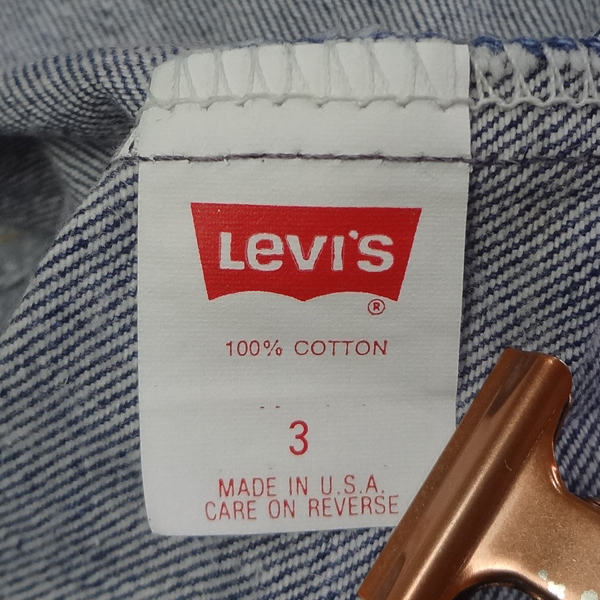 Levi's
®
100% COTTON
3
MADE IN U.S.A.
CARE ON REVERSE